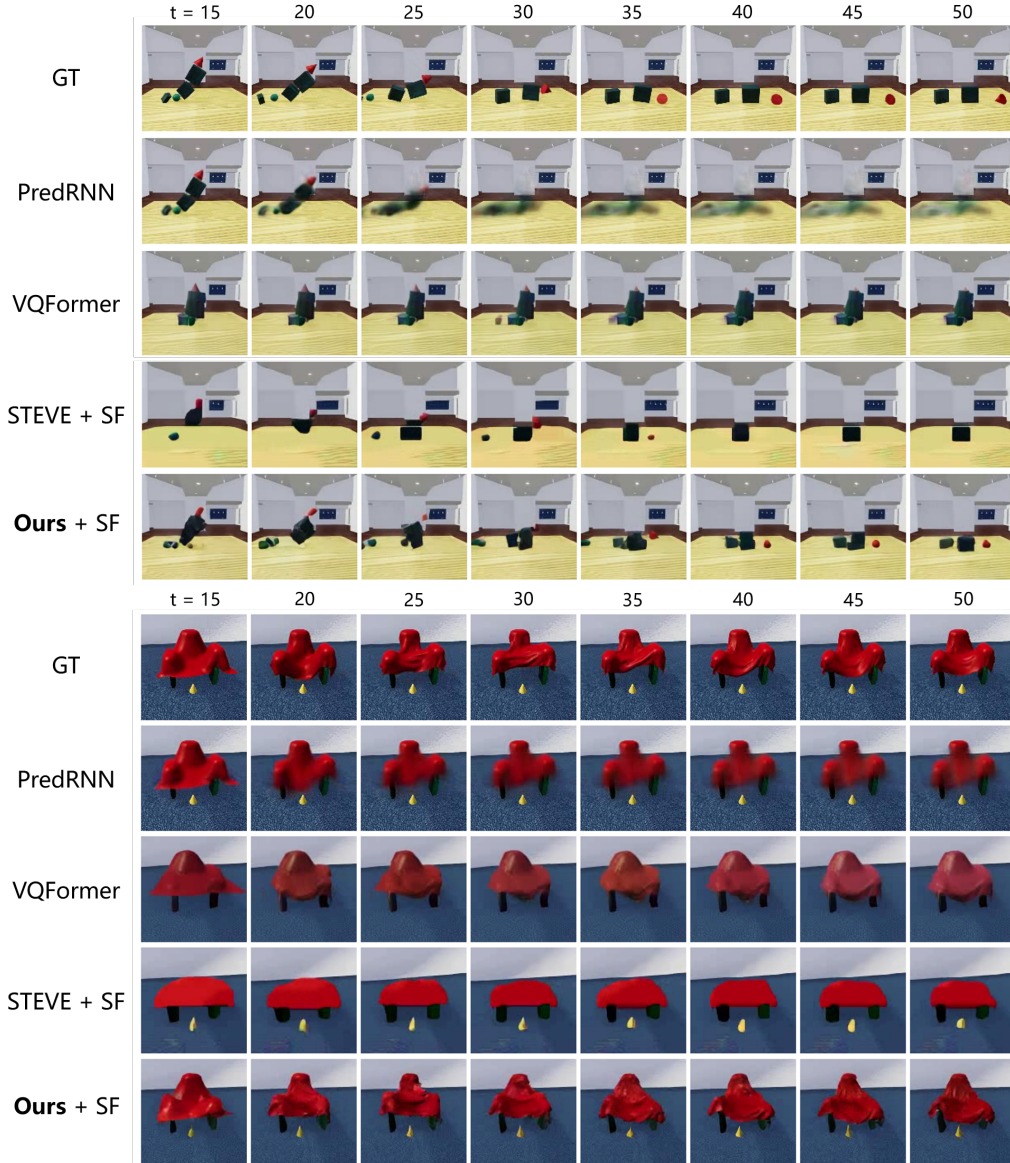 t = 15 20 25 30 35 40 45 50
GT
PredRNN
VQFormer
STEVE + SF
Ours + SF
t = 15 20 25 30 35 40 45 50
GT
PredRNN
VQFormer
STEVE + SF
Ours + SF